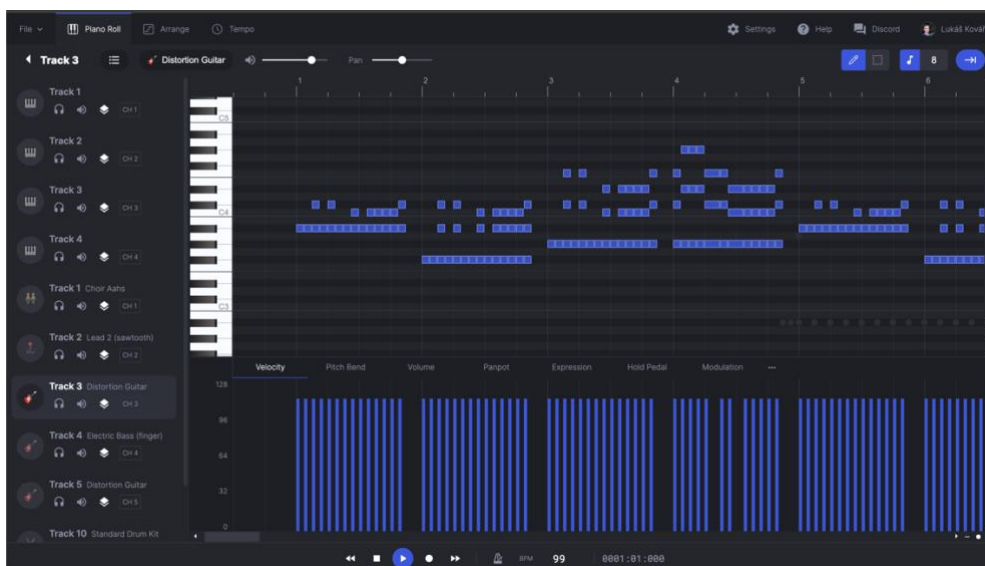 File Piano Roll Arrange Tempo Settings Help Discord Lukáš Kovář
Track 3 Distortion Guitar Pan 8
1 2 3 4 5 6
Track 1
CH 1
Track 2
CH 2
Track 3
CH 3
Track 4
CH 4
Track 1 Choir Aahs
CH 1
Track 2 Lead 2 (sawtooth)
CH 2
Track 3 Distortion Guitar
CH 3
Track 4 Electric Bass (finger)
CH 4
Track 5 Distortion Guitar
CH 5
Track 10 Standard Drum Kit
C5
C4
C3
Velocity Pitch Bend Volume Panpot Expression Hold Pedal Modulation
128
96
64
32
0
BPM 99 0001:01:000